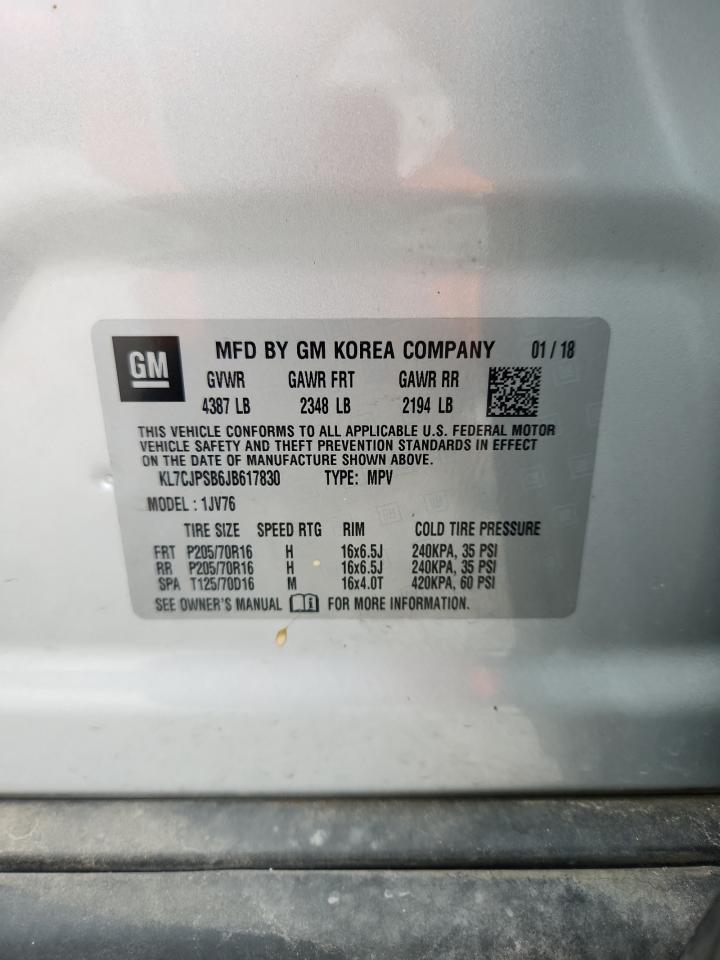 GM
MFD BY GM KOREA COMPANY 01 / 18
GVWR GAWR FRT GAWR RR
4387 LB 2348 LB 2194 LB
THIS VEHICLE CONFORMS TO ALL APPLICABLE U.S. FEDERAL MOTOR
VEHICLE SAFETY AND THEFT PREVENTION STANDARDS IN EFFECT
ON THE DATE OF MANUFACTURE SHOWN ABOVE.
KL7CJPSB6JB617830 TYPE: MPV
MODEL : 1JV76
TIRE SIZE SPEED RTG RIM COLD TIRE PRESSURE
FRT P205/70R16 H 16x6.5J 240KPA, 35 PSI
RR P205/70R16 H 16x6.5J 240KPA, 35 PSI
SPA T125/70D16 M 16x4.0T 420KPA, 60 PSI
SEE OWNER'S MANUAL i FOR MORE INFORMATION.